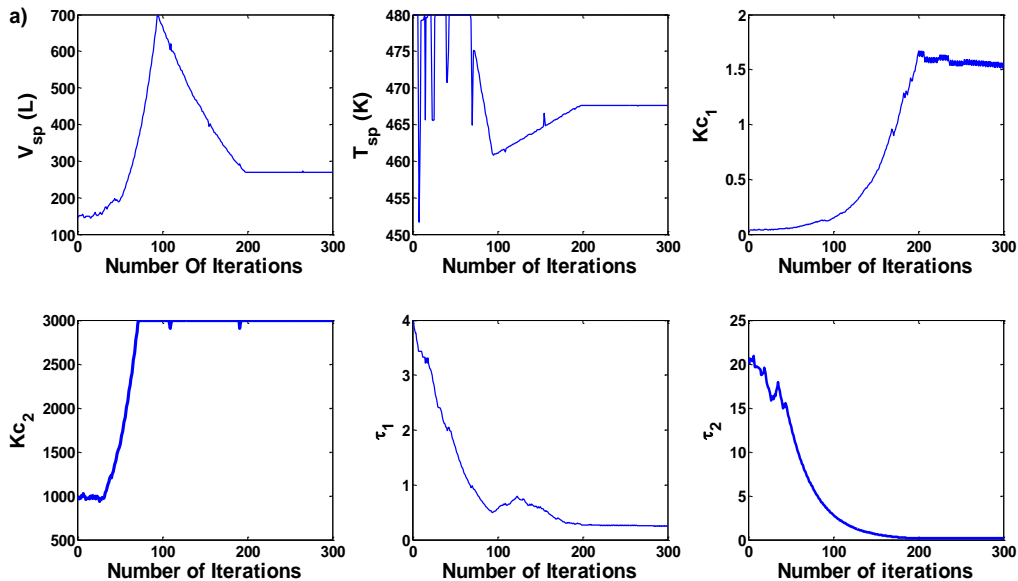 a)
V_sp (L)
700
600
500
400
300
200
100
0 100 200 300
Number Of Iterations
T_sp (K)
480
475
470
465
460
455
450
0 100 200 300
Number of Iterations
Kc_1
2
1.5
1
0.5
0
0 100 200 300
Number of Iterations
Kc_2
3000
2500
2000
1500
1000
500
0 100 200 300
Number of Iterations
τ_1
4
3
2
1
0
0 100 200 300
Number of Iterations
τ_2
25
20
15
10
5
0
0 100 200 300
Number of iterations